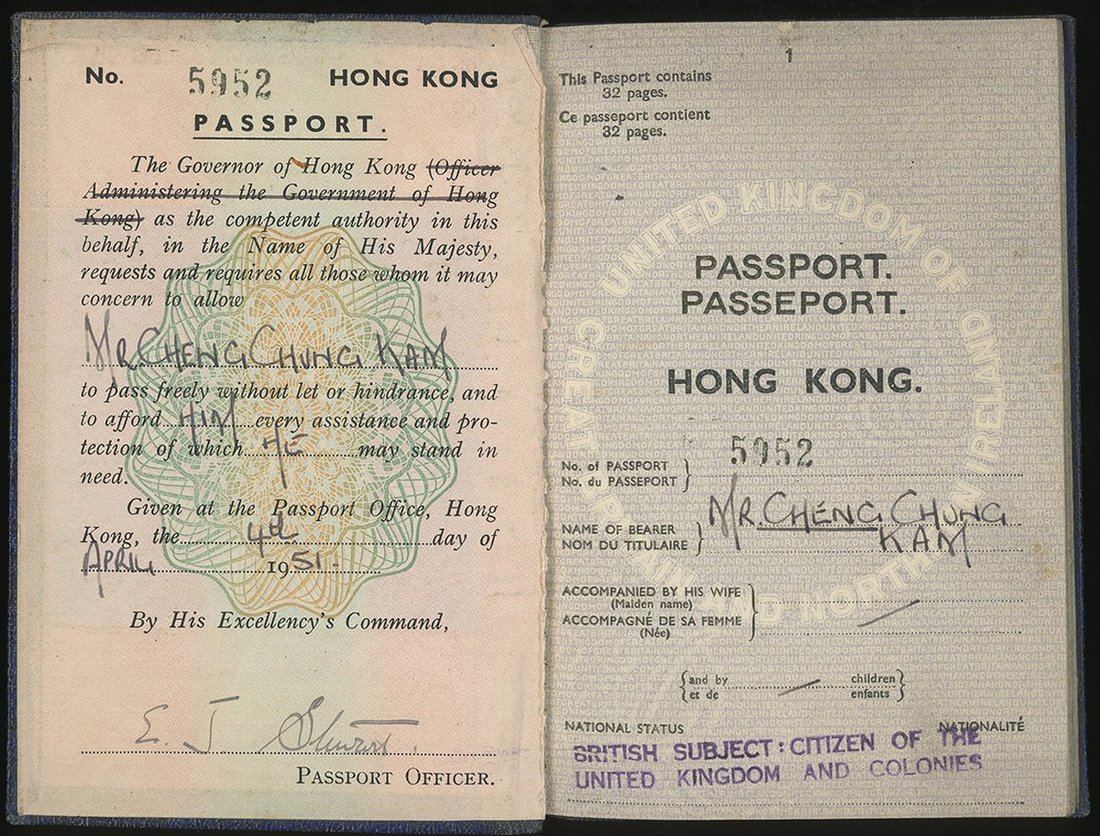 No. 5952 HONG KONG
PASSPORT.
The Governor of Hong Kong (Officer
Administering the Government of Hong
Kong) as the competent authority in this
behalf, in the Name of His Majesty,
requests and requires all those whom it may
concern to allow
MR CHENG CHUNG KAM
to pass freely without let or hindrance, and
to afford HIM every assistance and pro-
tection of which HE may stand in
need.
Given at the Passport Office, Hong
Kong, the 4th day of
APRIL 1951.
By His Excellency's Command,
E. J Stewart.
PASSPORT OFFICER.
1
This Passport contains
32 pages.
Ce passeport contient
32 pages.
UNITED KINGDOM OF GREAT BRITAIN AND NORTHERN IRELAND
PASSPORT.
PASSEPORT.
HONG KONG.
5952
No. of PASSPORT
No. du PASSEPORT
MR. CHENG CHUNG
KAM
NAME OF BEARER
NOM DU TITULAIRE
ACCOMPANIED BY HIS WIFE
(Maiden name)
ACCOMPAGNÉ DE SA FEMME
(Née)
{and by children}
{et de enfants}
NATIONAL STATUS NATIONALITÉ
BRITISH SUBJECT: CITIZEN OF THE
UNITED KINGDOM AND COLONIES